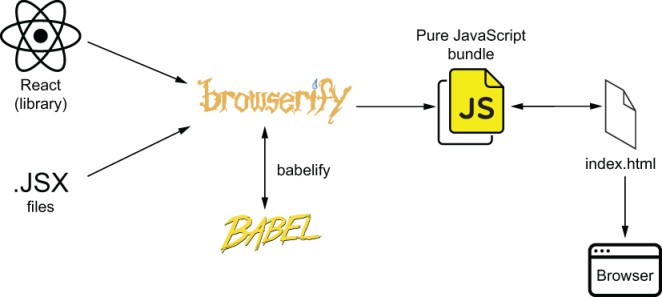 React
(library)
.JSX
files
browserify
babelify
BABEL
Pure JavaScript
bundle
JS
index.html
Browser